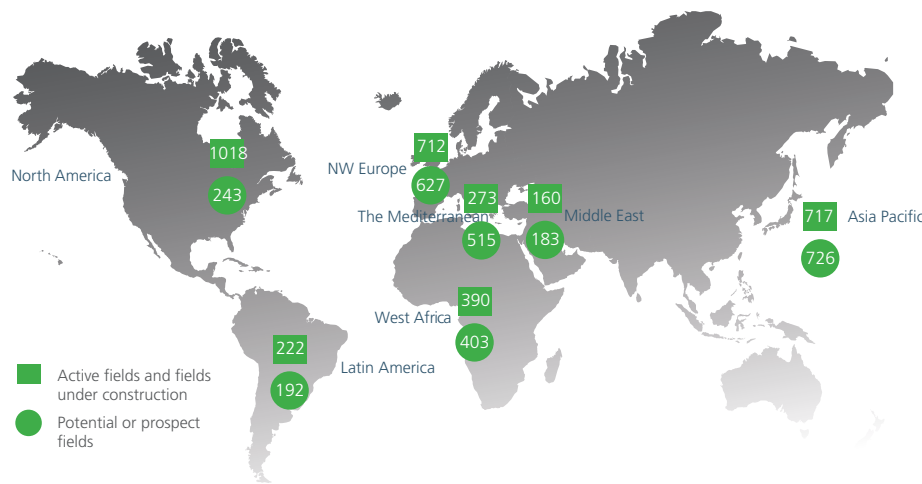 1018
North America
243
712
NW Europe
627
273
The Mediterranean
515
160
Middle East
183
717
Asia Pacific
726
390
West Africa
403
222
Latin America
192
Active fields and fields
under construction
Potential or prospect
fields